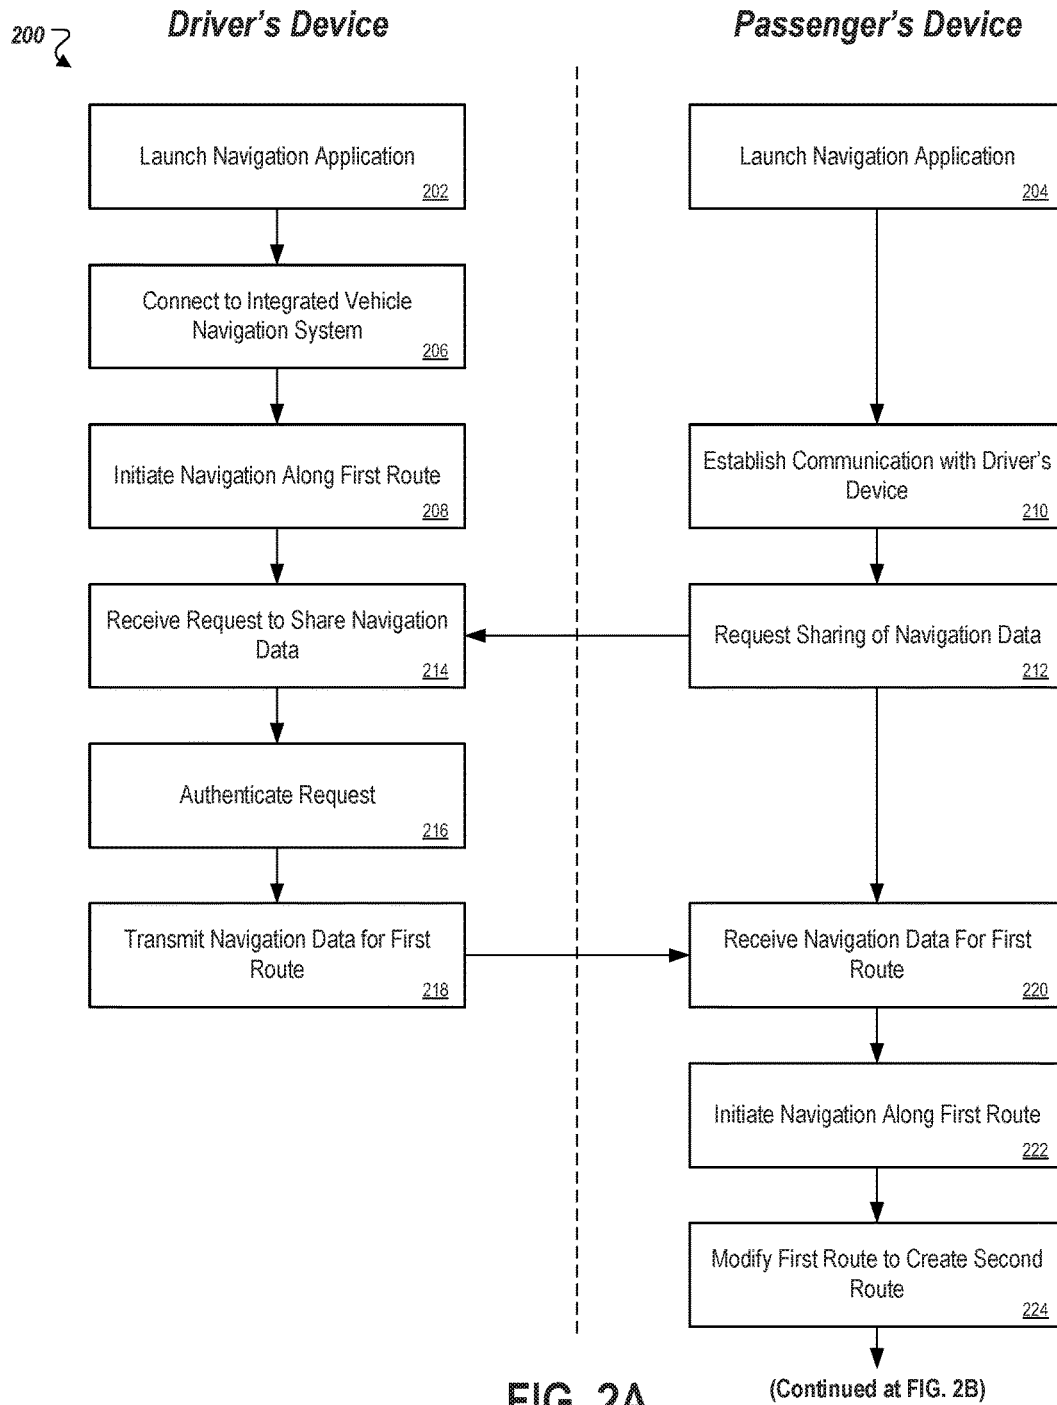 200
Driver's Device
Passenger's Device
Launch Navigation Application
202
Launch Navigation Application
204
Connect to Integrated Vehicle
Navigation System
206
Initiate Navigation Along First Route
208
Establish Communication with Driver's
Device
210
Receive Request to Share Navigation
Data
214
Request Sharing of Navigation Data
212
Authenticate Request
216
Transmit Navigation Data for First
Route
218
Receive Navigation Data For First
Route
220
Initiate Navigation Along First Route
222
Modify First Route to Create Second
Route
224
(Continued at FIG. 2B)
FIG. 2A